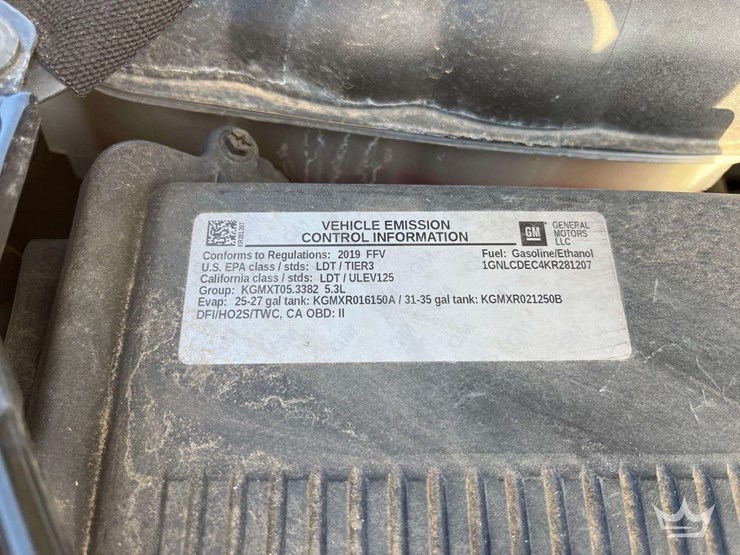 VEHICLE EMISSION
CONTROL INFORMATION
GM
GENERAL
MOTORS
LLC
KR281207
Conforms to Regulations: 2019 FFV
Fuel: Gasoline/Ethanol
U.S. EPA class / stds: LDT / TIER3
1GNLCDEC4KR281207
California class / stds: LDT / ULEV125
Group: KGMXT05.3382 5.3L
Evap: 25-27 gal tank: KGMXR016150A / 31-35 gal tank: KGMXR021250B
DFI/HO2S/TWC, CA OBD: II